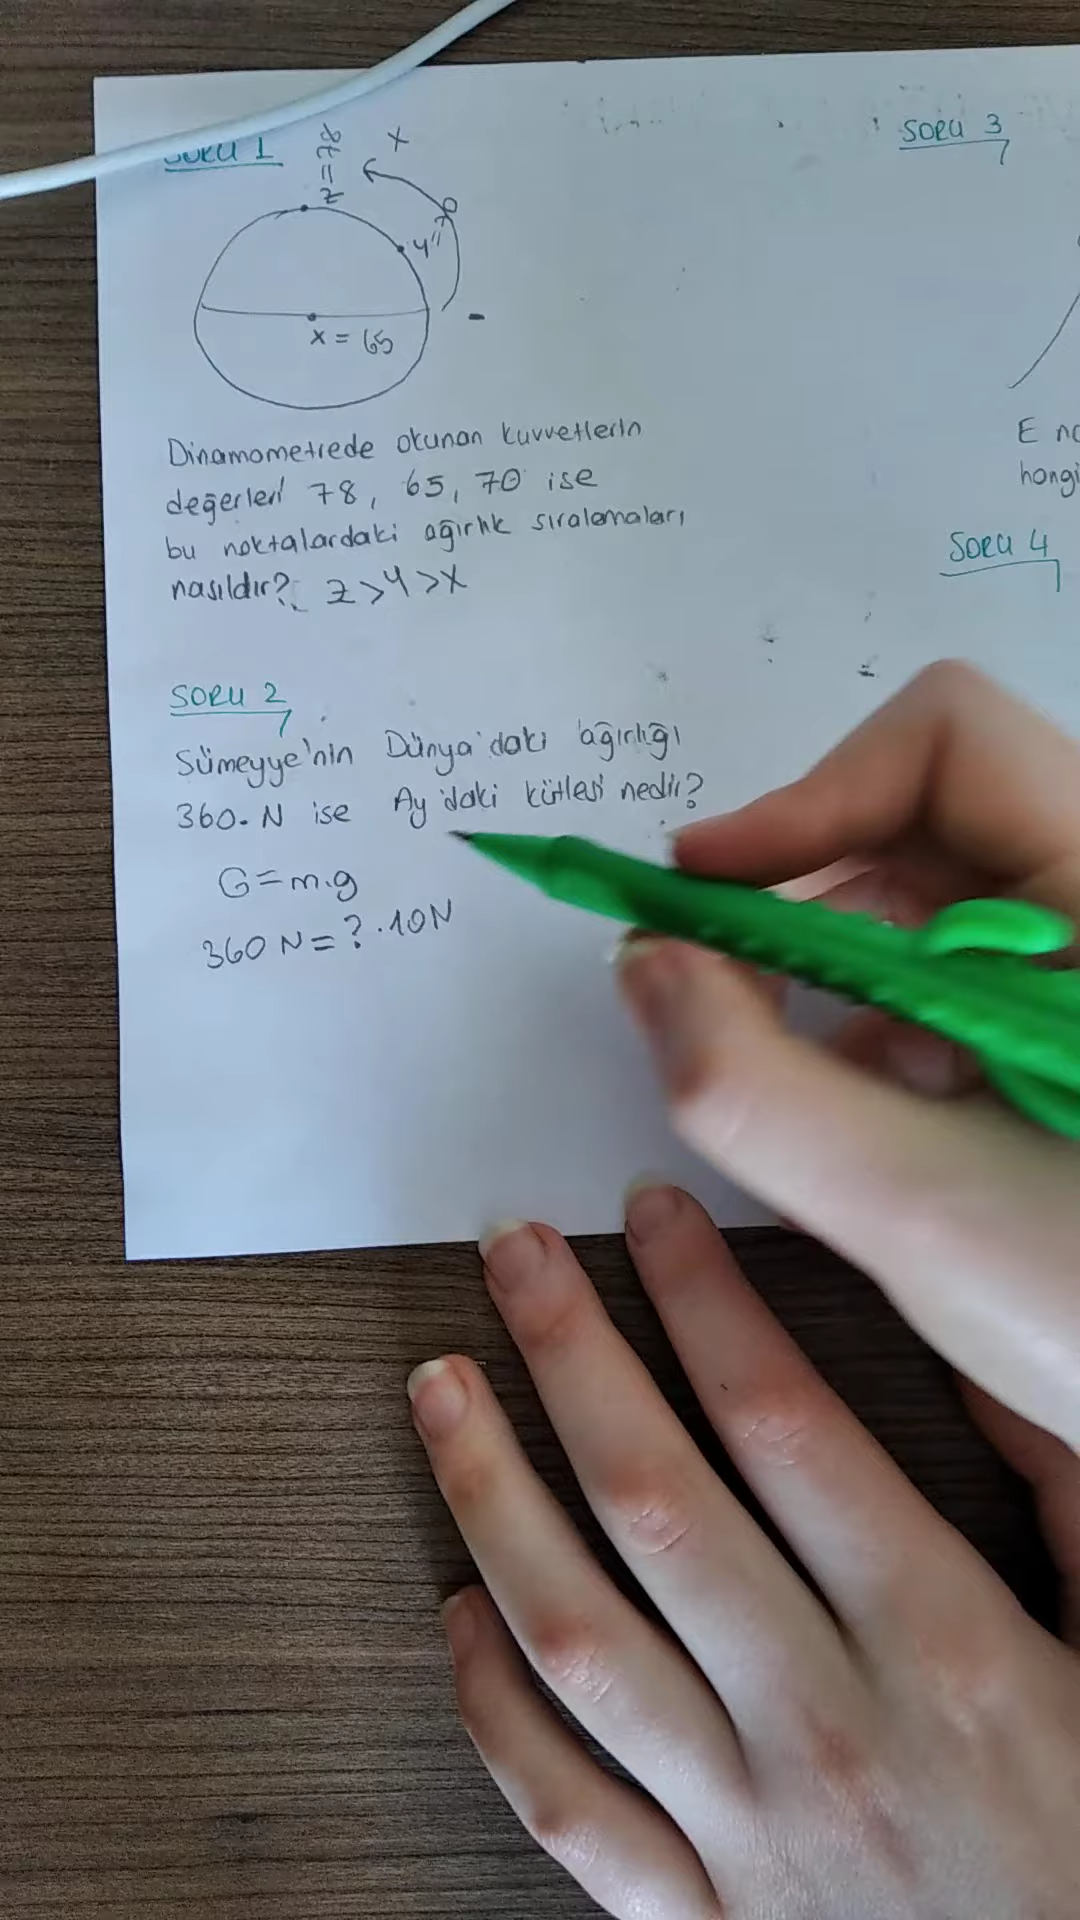 SORU 1
z=78
x
y=70
x = 65
Dinamometrede okunan kuvvetlerin
değerleri 78, 65, 70 ise
bu noktalardaki ağırlık sıralamaları
nasıldır? z>y>x
SORU 2
Sümeyye'nin Dünya'daki ağırlığı
360 N ise Ay'daki kütlesi nedir?
G=m.g
360 N = ? . 10N
SORU 3
E
SORU 4